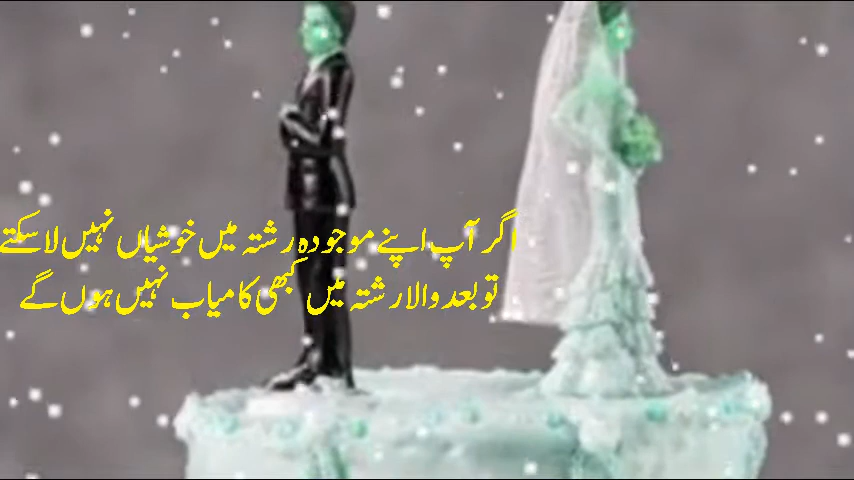 اگر آپ اپنے موجودہ رشتہ میں خوشیاں نہیں لا سکتے
تو بعد والا رشتہ میں کبھی کامیاب نہیں ہوں گے